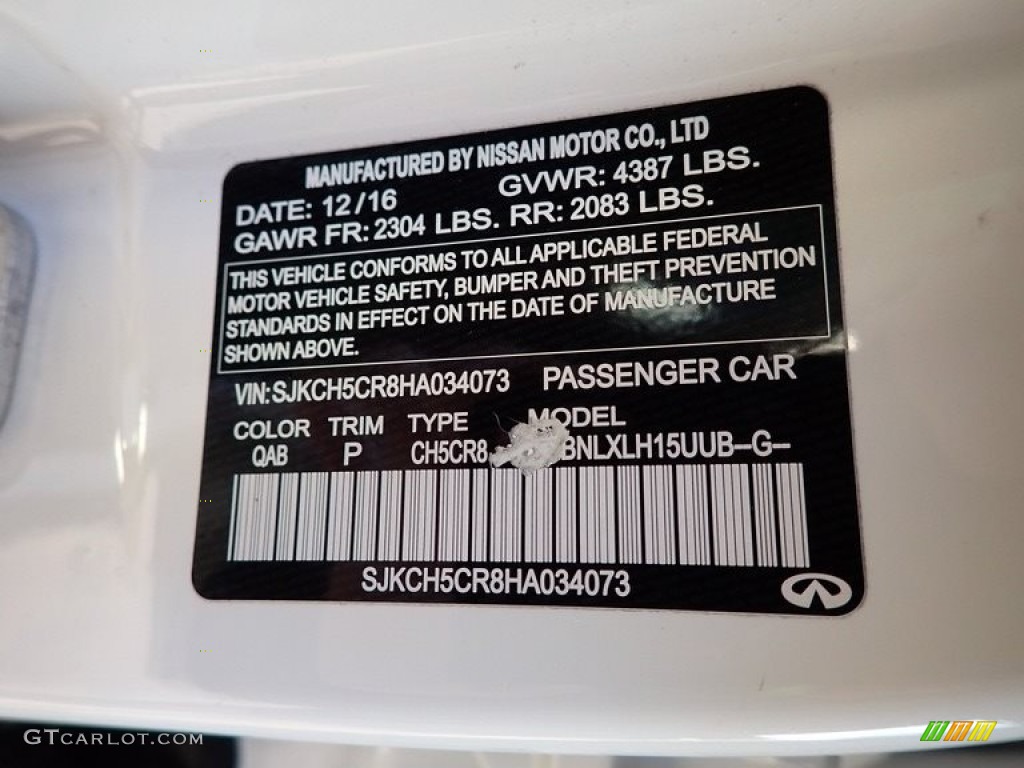 MANUFACTURED BY NISSAN MOTOR CO., LTD
DATE: 12/16 GVWR: 4387 LBS.
GAWR FR: 2304 LBS. RR: 2083 LBS.
THIS VEHICLE CONFORMS TO ALL APPLICABLE FEDERAL
MOTOR VEHICLE SAFETY, BUMPER AND THEFT PREVENTION
STANDARDS IN EFFECT ON THE DATE OF MANUFACTURE
SHOWN ABOVE.
VIN:SJKCH5CR8HA034073 PASSENGER CAR
COLOR TRIM TYPE MODEL
QAB P CH5CR8 BNLXLH15UUB--G--
SJKCH5CR8HA034073
GTCARLOT.COM